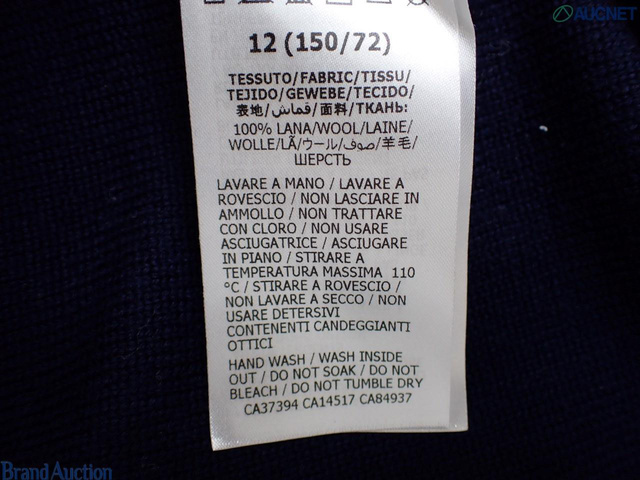 AUCNET
12 (150/72)
TESSUTO/FABRIC/TISSU/
TEJIDO/GEWEBE/TECIDO/
表地/قماش/面料/ТКАНЬ:
100% LANA/WOOL/LAINE/
WOLLE/LÃ/ウール/صوف/羊毛/
ШЕРСТЬ
LAVARE A MANO / LAVARE A
ROVESCIO / NON LASCIARE IN
AMMOLLO / NON TRATTARE
CON CLORO / NON USARE
ASCIUGATRICE / ASCIUGARE
IN PIANO / STIRARE A
TEMPERATURA MASSIMA 110
°C / STIRARE A ROVESCIO /
NON LAVARE A SECCO / NON
USARE DETERSIVI
CONTENENTI CANDEGGIANTI
OTTICI
HAND WASH / WASH INSIDE
OUT / DO NOT SOAK / DO NOT
BLEACH / DO NOT TUMBLE DRY
CA37394 CA14517 CA84937
Brand Auction